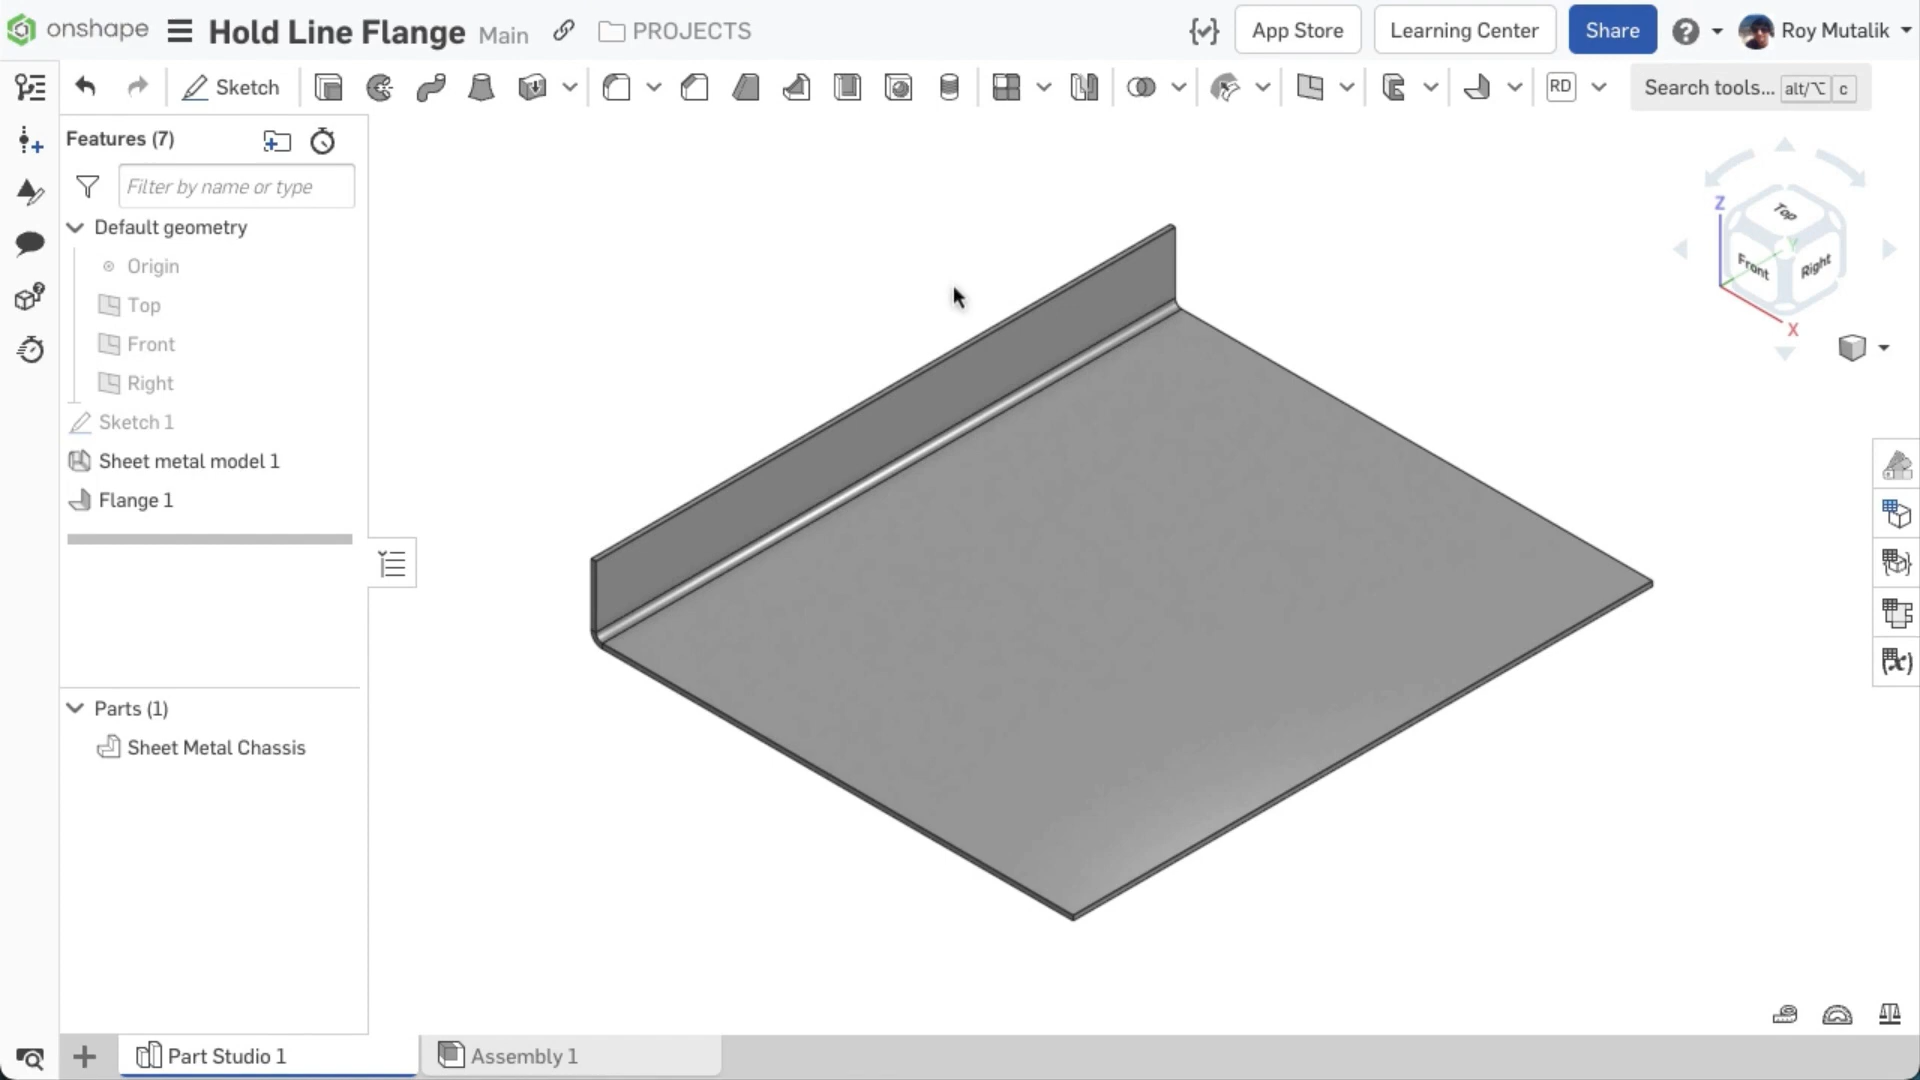 onshape Hold Line Flange Main PROJECTS App Store Learning Center Share Roy Mutalik
Sketch RD Search tools... alt/⌥ c
Features (7)
Filter by name or type
Default geometry
Origin
Top
Front
Right
Sketch 1
Sheet metal model 1
Flange 1
Parts (1)
Sheet Metal Chassis
Z
Top
Y
Front
Right
X
Part Studio 1
Assembly 1